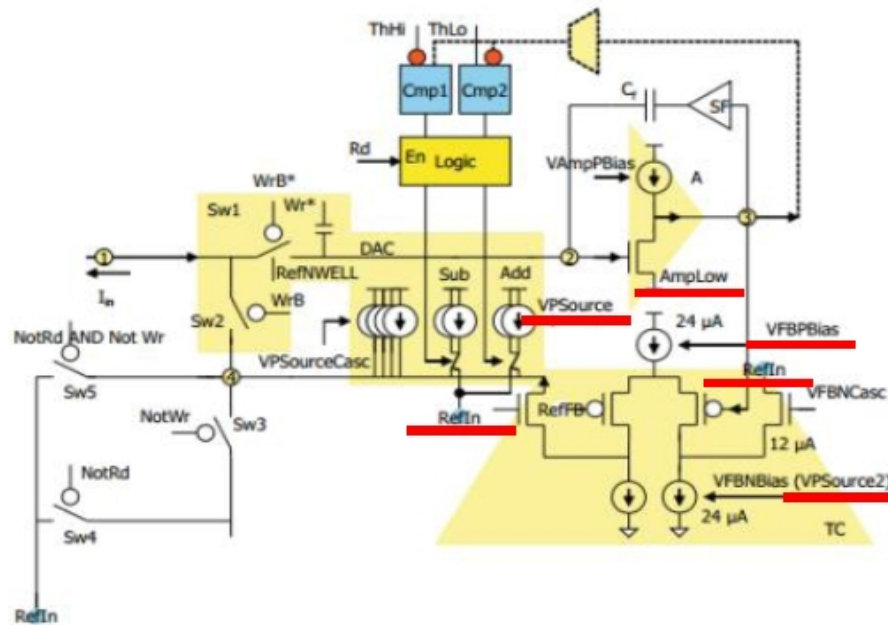 ThHi ThLo
Cmp1 Cmp2
Cf SF
Rd En Logic
VAmpPBias A
WrB*
Sw1 Wr*
1 DAC 2 3
RefNWELL
Iin
Sub Add AmpLow
Sw2 WrB
VPSource
24 µA
NotRd AND Not Wr
VFBPBias
VPSourceCasc
RefIn
4
Sw5
RefIn RefFB VFBNCasc
NotWr Sw3
12 µA
NotRd
VFBNBias (VPSource2)
24 µA
TC
Sw4
RefIn